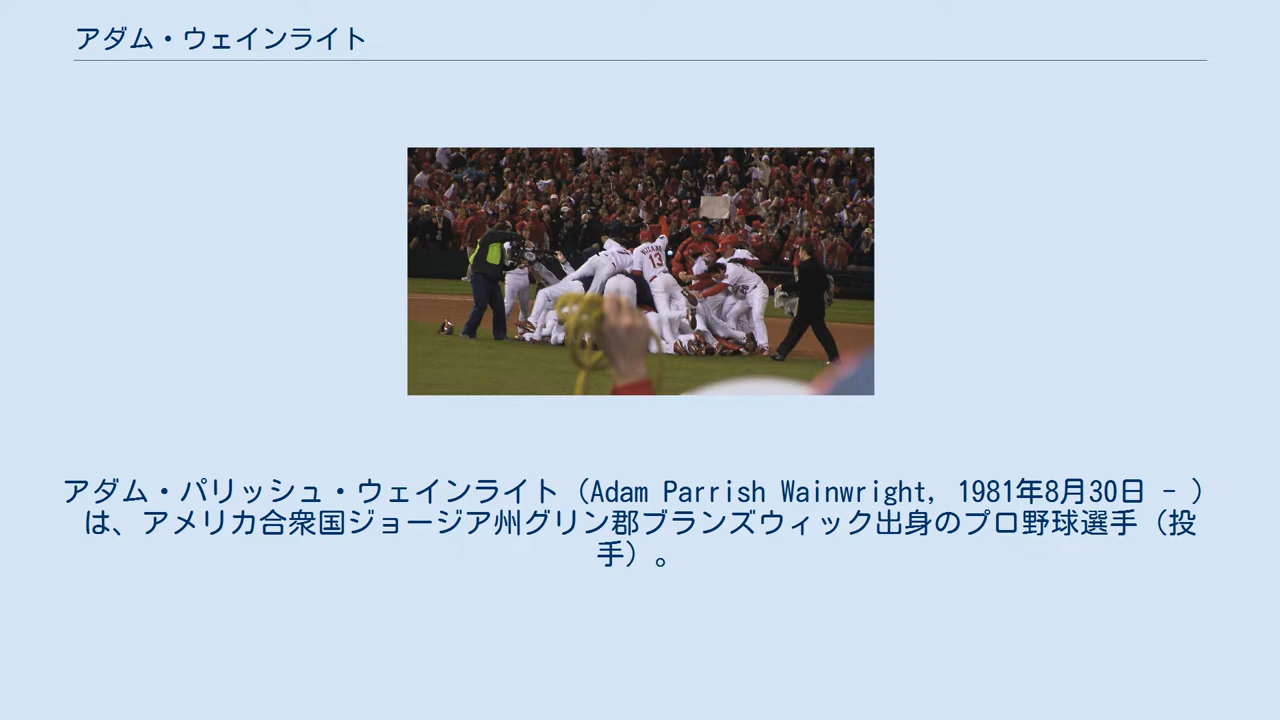 アダム・ウェインライト
13
アダム・パリッシュ・ウェインライト（Adam Parrish Wainwright, 1981年8月30日 - ）
は、アメリカ合衆国ジョージア州グリン郡ブランズウィック出身のプロ野球選手（投
手）。